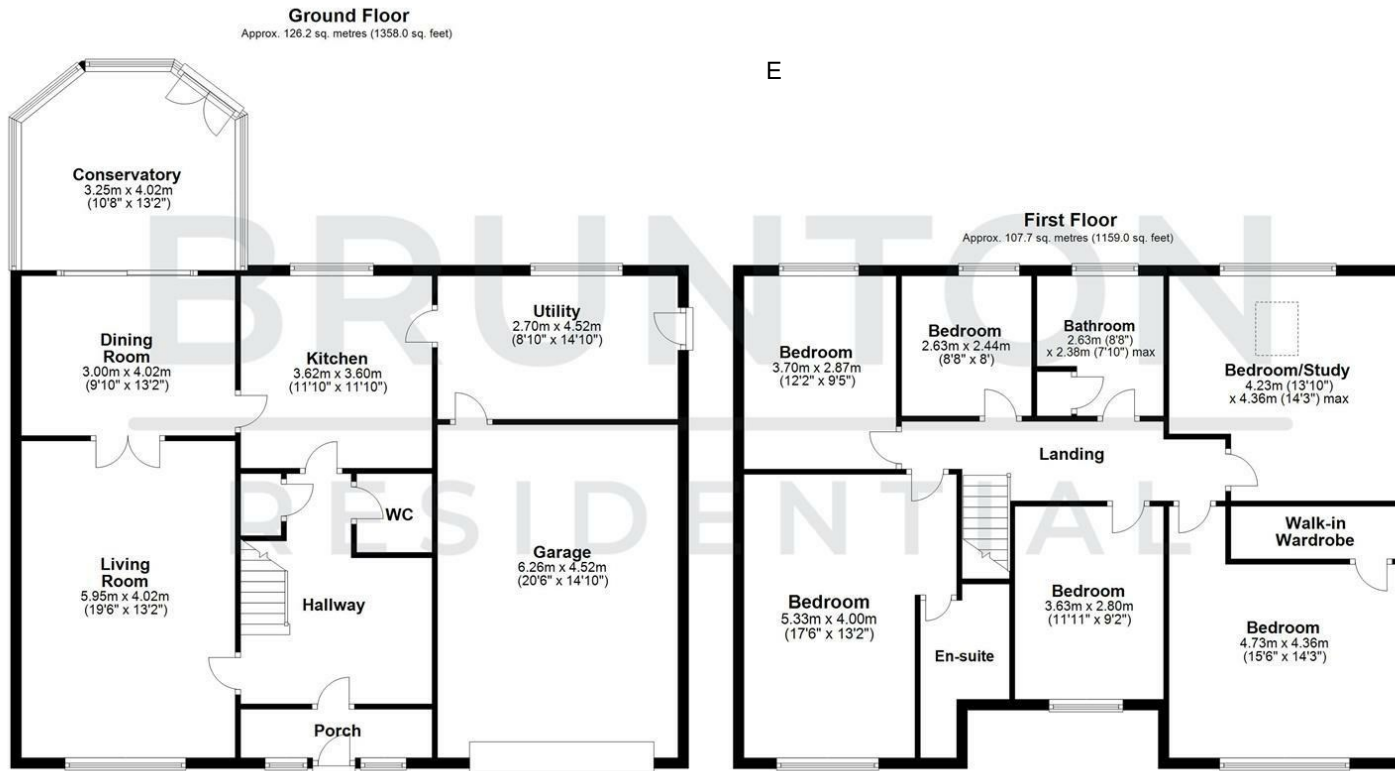 Ground Floor
Approx. 126.2 sq. metres (1358.0 sq. feet)
E
Conservatory
3.25m x 4.02m
(10'8" x 13'2")
BRUNTON
RESIDENTIAL
Dining
Room
3.00m x 4.02m
(9'10" x 13'2")
Kitchen
3.62m x 3.60m
(11'10" x 11'10")
Utility
2.70m x 4.52m
(8'10" x 14'10")
WC
Living
Room
5.95m x 4.02m
(19'6" x 13'2")
Hallway
Garage
6.26m x 4.52m
(20'6" x 14'10")
Porch
First Floor
Approx. 107.7 sq. metres (1159.0 sq. feet)
Bedroom
3.70m x 2.87m
(12'2" x 9'5")
Bedroom
2.63m x 2.44m
(8'8" x 8')
Bathroom
2.63m (8'8")
x 2.38m (7'10") max
Bedroom/Study
4.23m (13'10")
x 4.36m (14'3") max
Landing
Walk-in
Wardrobe
Bedroom
5.33m x 4.00m
(17'6" x 13'2")
En-suite
Bedroom
3.63m x 2.80m
(11'11" x 9'2")
Bedroom
4.73m x 4.36m
(15'6" x 14'3")